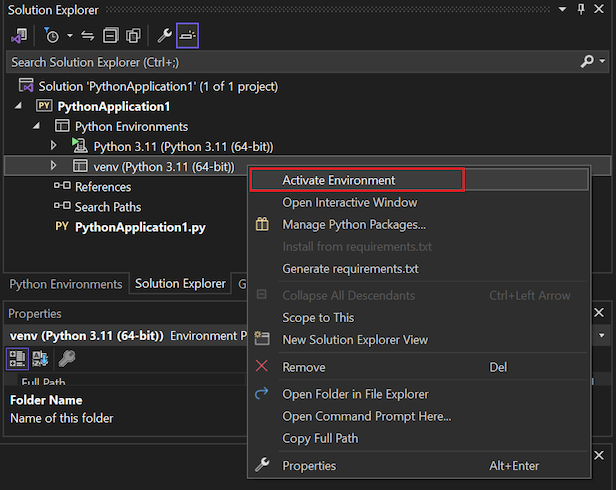 Solution Explorer
Search Solution Explorer (Ctrl+;)
Solution 'PythonApplication1' (1 of 1 project)
PY PythonApplication1
Python Environments
Python 3.11 (Python 3.11 (64-bit))
venv (Python 3.11 (64-bit))
References
Search Paths
PY PythonApplication1.py
Activate Environment
Open Interactive Window
Manage Python Packages...
Install from requirements.txt
Generate requirements.txt
Collapse All Descendants Ctrl+Left Arrow
Scope to This
New Solution Explorer View
Remove Del
Open Folder in File Explorer
Open Command Prompt Here...
Copy Full Path
Properties Alt+Enter
Python Environments Solution Explorer G
Properties
venv (Python 3.11 (64-bit)) Environment P
Full Path
Folder Name
Name of this folder